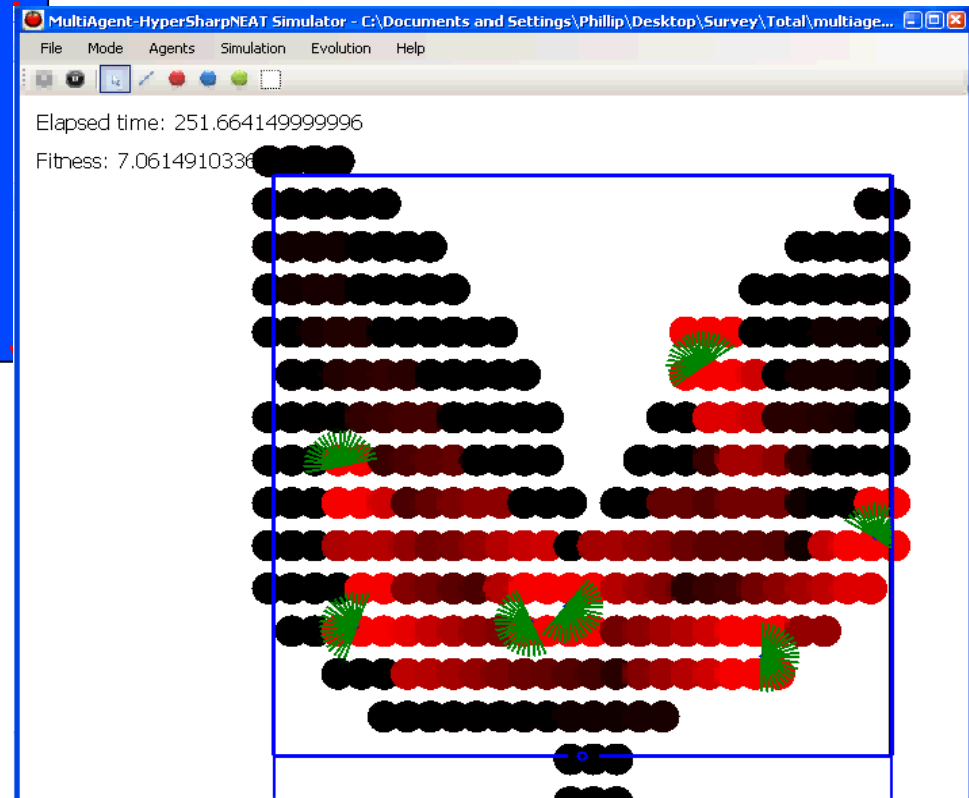 MultiAgent-HyperSharpNEAT Simulator - C:\Documents and Settings\Phillip\Desktop\Survey\Total\multiage...
File Mode Agents Simulation Evolution Help
Elapsed time: 251.664149999996
Fitness: 7.0614910336